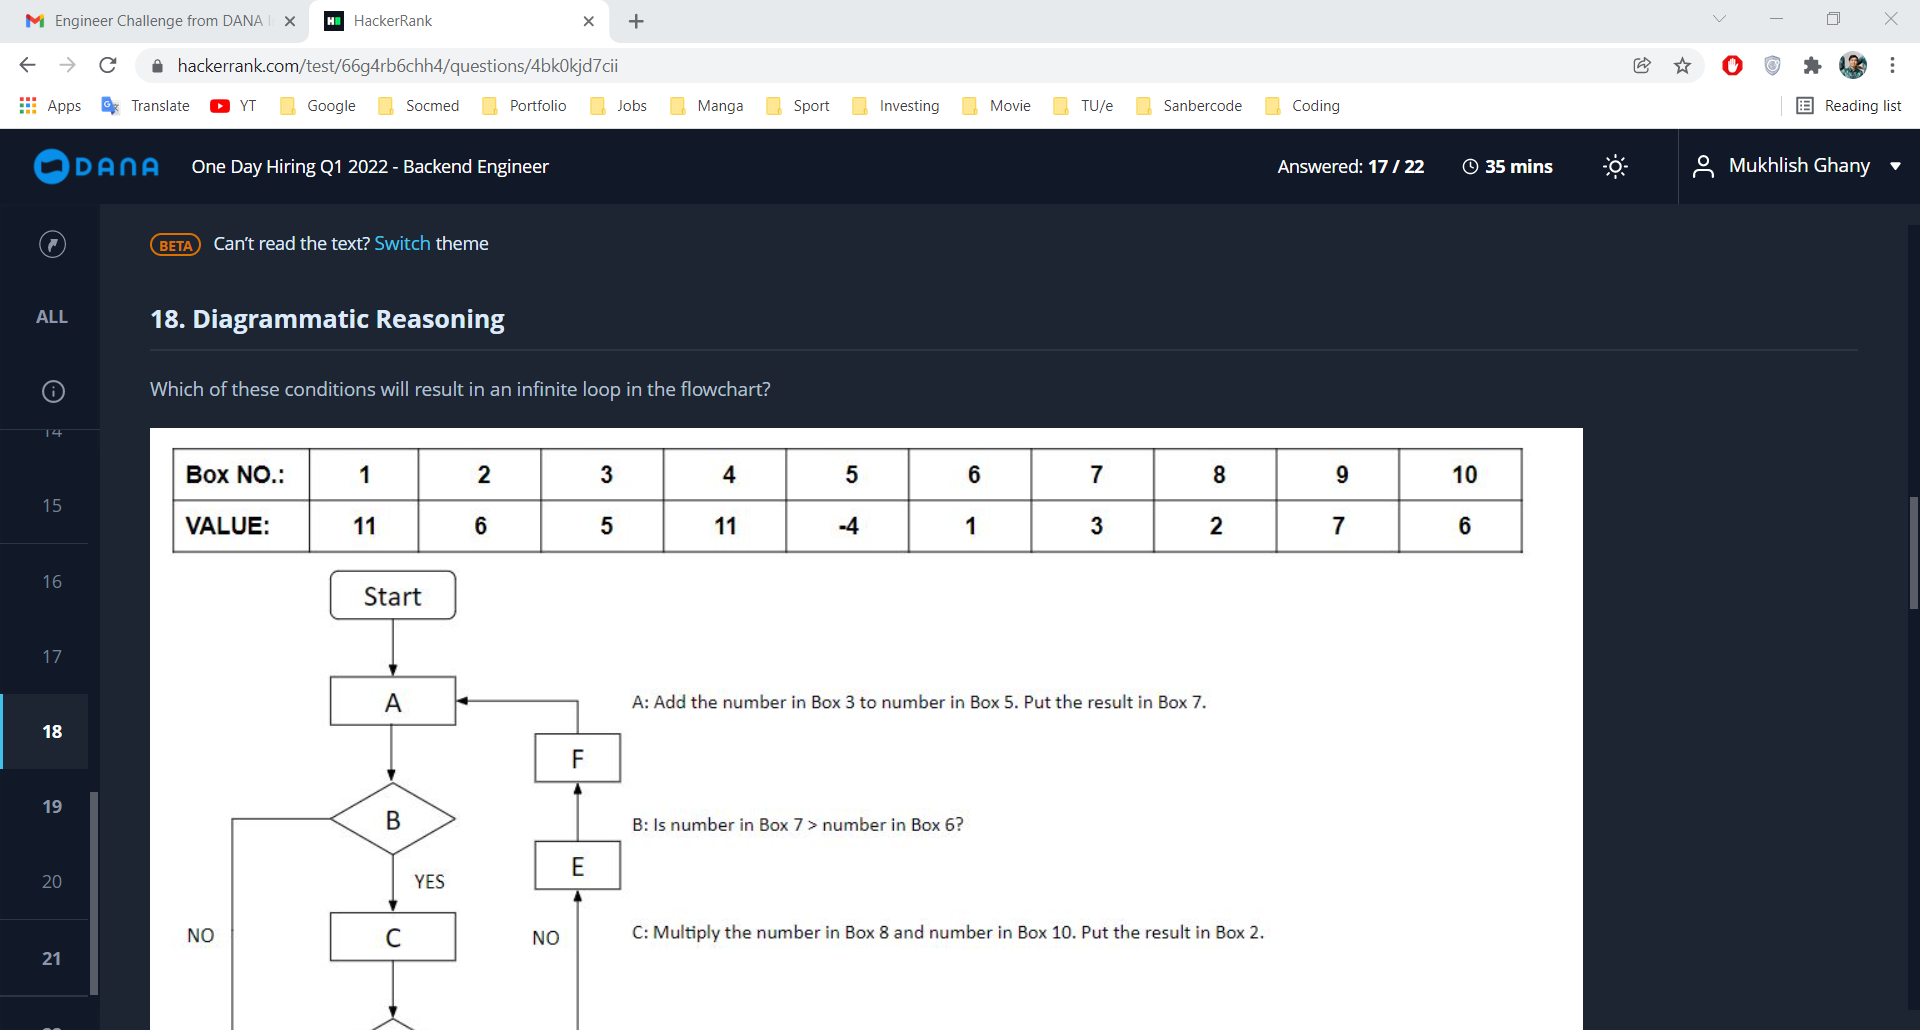 Engineer Challenge from DANA I
HackerRank
hackerrank.com/test/66g4rb6chh4/questions/4bk0kjd7cii
Apps Translate YT Google Socmed Portfolio Jobs Manga Sport Investing Movie TU/e Sanbercode Coding Reading list
DANA One Day Hiring Q1 2022 - Backend Engineer Answered: 17 / 22 35 mins Mukhlish Ghany
BETA Can't read the text? Switch theme
ALL
18. Diagrammatic Reasoning
Which of these conditions will result in an infinite loop in the flowchart?
14
15
16
17
18
19
20
21
Box NO.: 1 2 3 4 5 6 7 8 9 10
VALUE: 11 6 5 11 -4 1 3 2 7 6
Start
A
A: Add the number in Box 3 to number in Box 5. Put the result in Box 7.
F
B
B: Is number in Box 7 > number in Box 6?
E
YES
NO
C
NO
C: Multiply the number in Box 8 and number in Box 10. Put the result in Box 2.